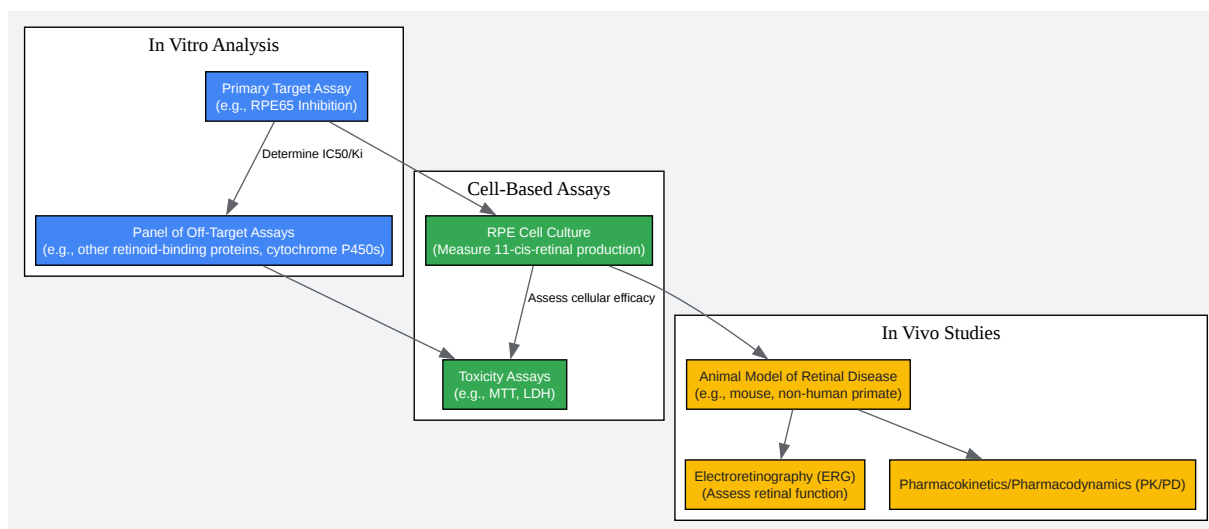 In Vitro Analysis
Primary Target Assay
(e.g., RPE65 Inhibition)
Determine IC50/Ki
Panel of Off-Target Assays
(e.g., other retinoid-binding proteins, cytochrome P450s)
Cell-Based Assays
RPE Cell Culture
(Measure 11-cis-retinal production)
Assess cellular efficacy
Toxicity Assays
(e.g., MTT, LDH)
In Vivo Studies
Animal Model of Retinal Disease
(e.g., mouse, non-human primate)
Electroretinography (ERG)
(Assess retinal function)
Pharmacokinetics/Pharmacodynamics (PK/PD)